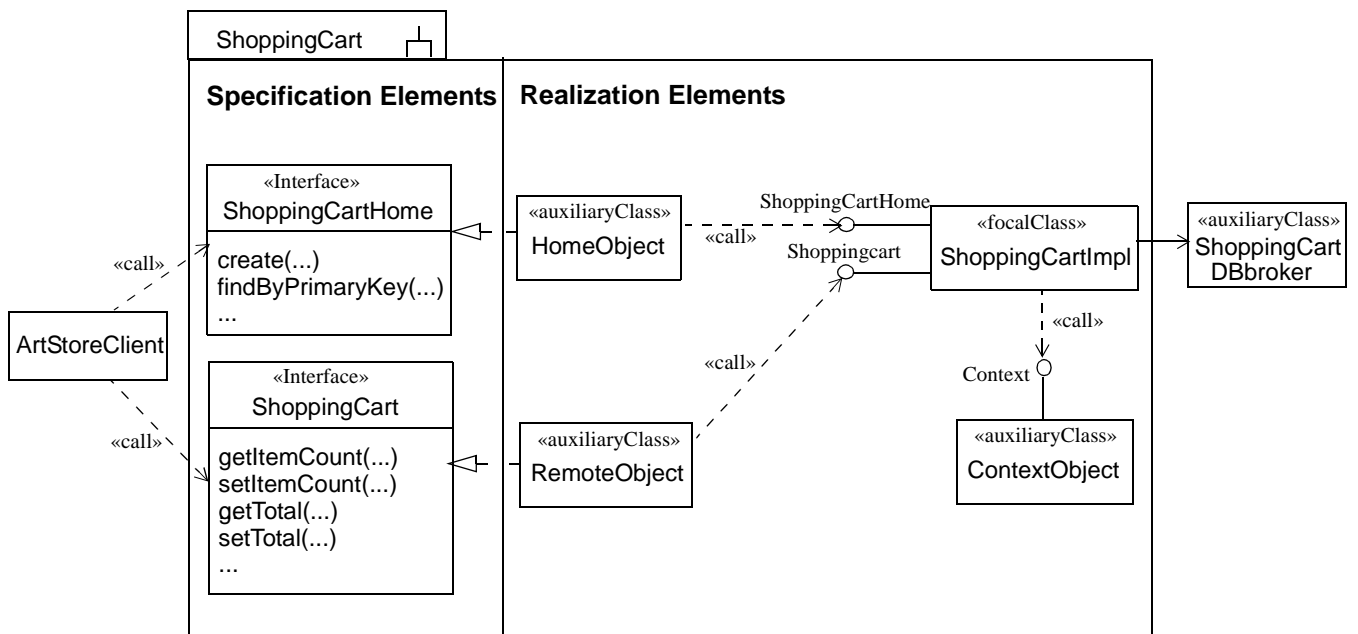 ShoppingCart
Specification Elements
Realization Elements
«Interface»
ShoppingCartHome
create(...)
findByPrimaryKey(...)
...
«auxiliaryClass»
HomeObject
«call»
ShoppingCartHome
Shoppingcart
«focalClass»
ShoppingCartImpl
«auxiliaryClass»
ShoppingCart
DBbroker
«call»
ArtStoreClient
«call»
«call»
«call»
Context
«Interface»
ShoppingCart
getItemCount(...)
setItemCount(...)
getTotal(...)
setTotal(...)
...
«auxiliaryClass»
RemoteObject
«auxiliaryClass»
ContextObject